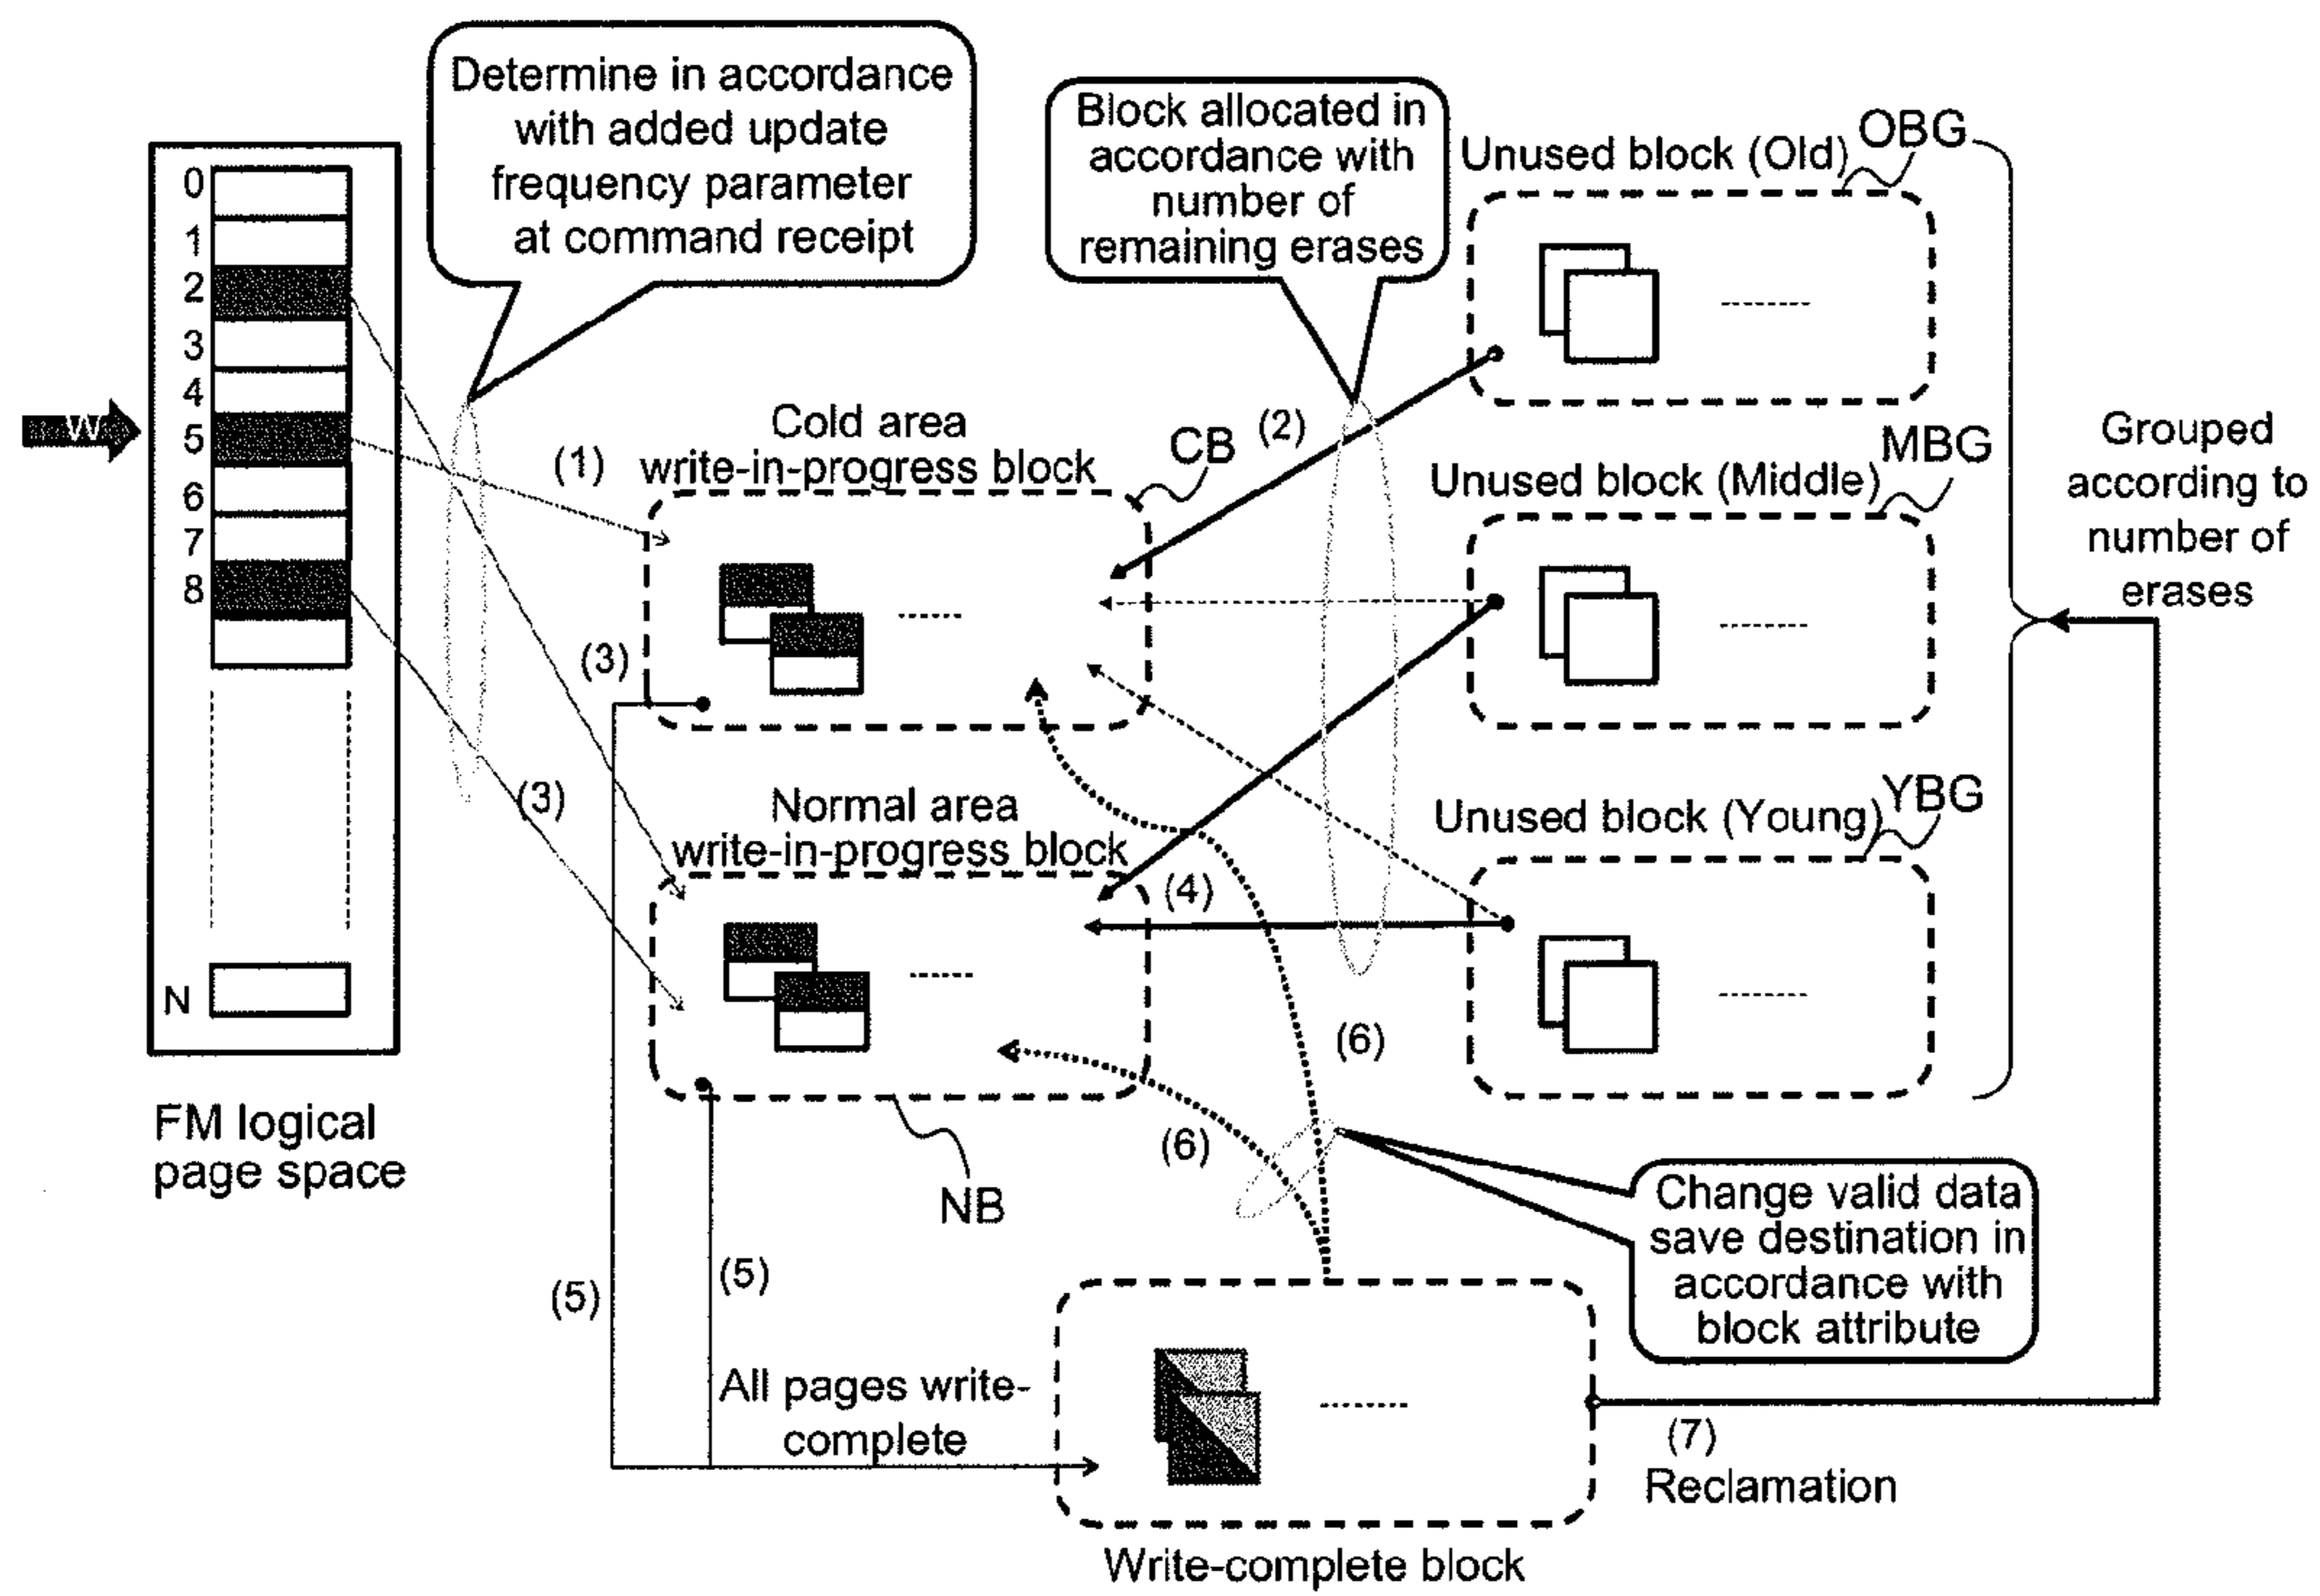 Determine in accordance
with added update
frequency parameter
at command receipt
Block allocated in
accordance with
number of
remaining erases
Unused block (Old)
OBG
0
1
2
3
4
5
6
7
8
N
W
FM logical
page space
(1)
Cold area
write-in-progress block
CB
(2)
Unused block (Middle)
MBG
Grouped
according to
number of
erases
(3)
(3)
Normal area
write-in-progress block
(4)
Unused block (Young)
YBG
(6)
(6)
NB
(5)
(5)
Change valid data
save destination in
accordance with
block attribute
All pages write-
complete
(7)
Reclamation
Write-complete block